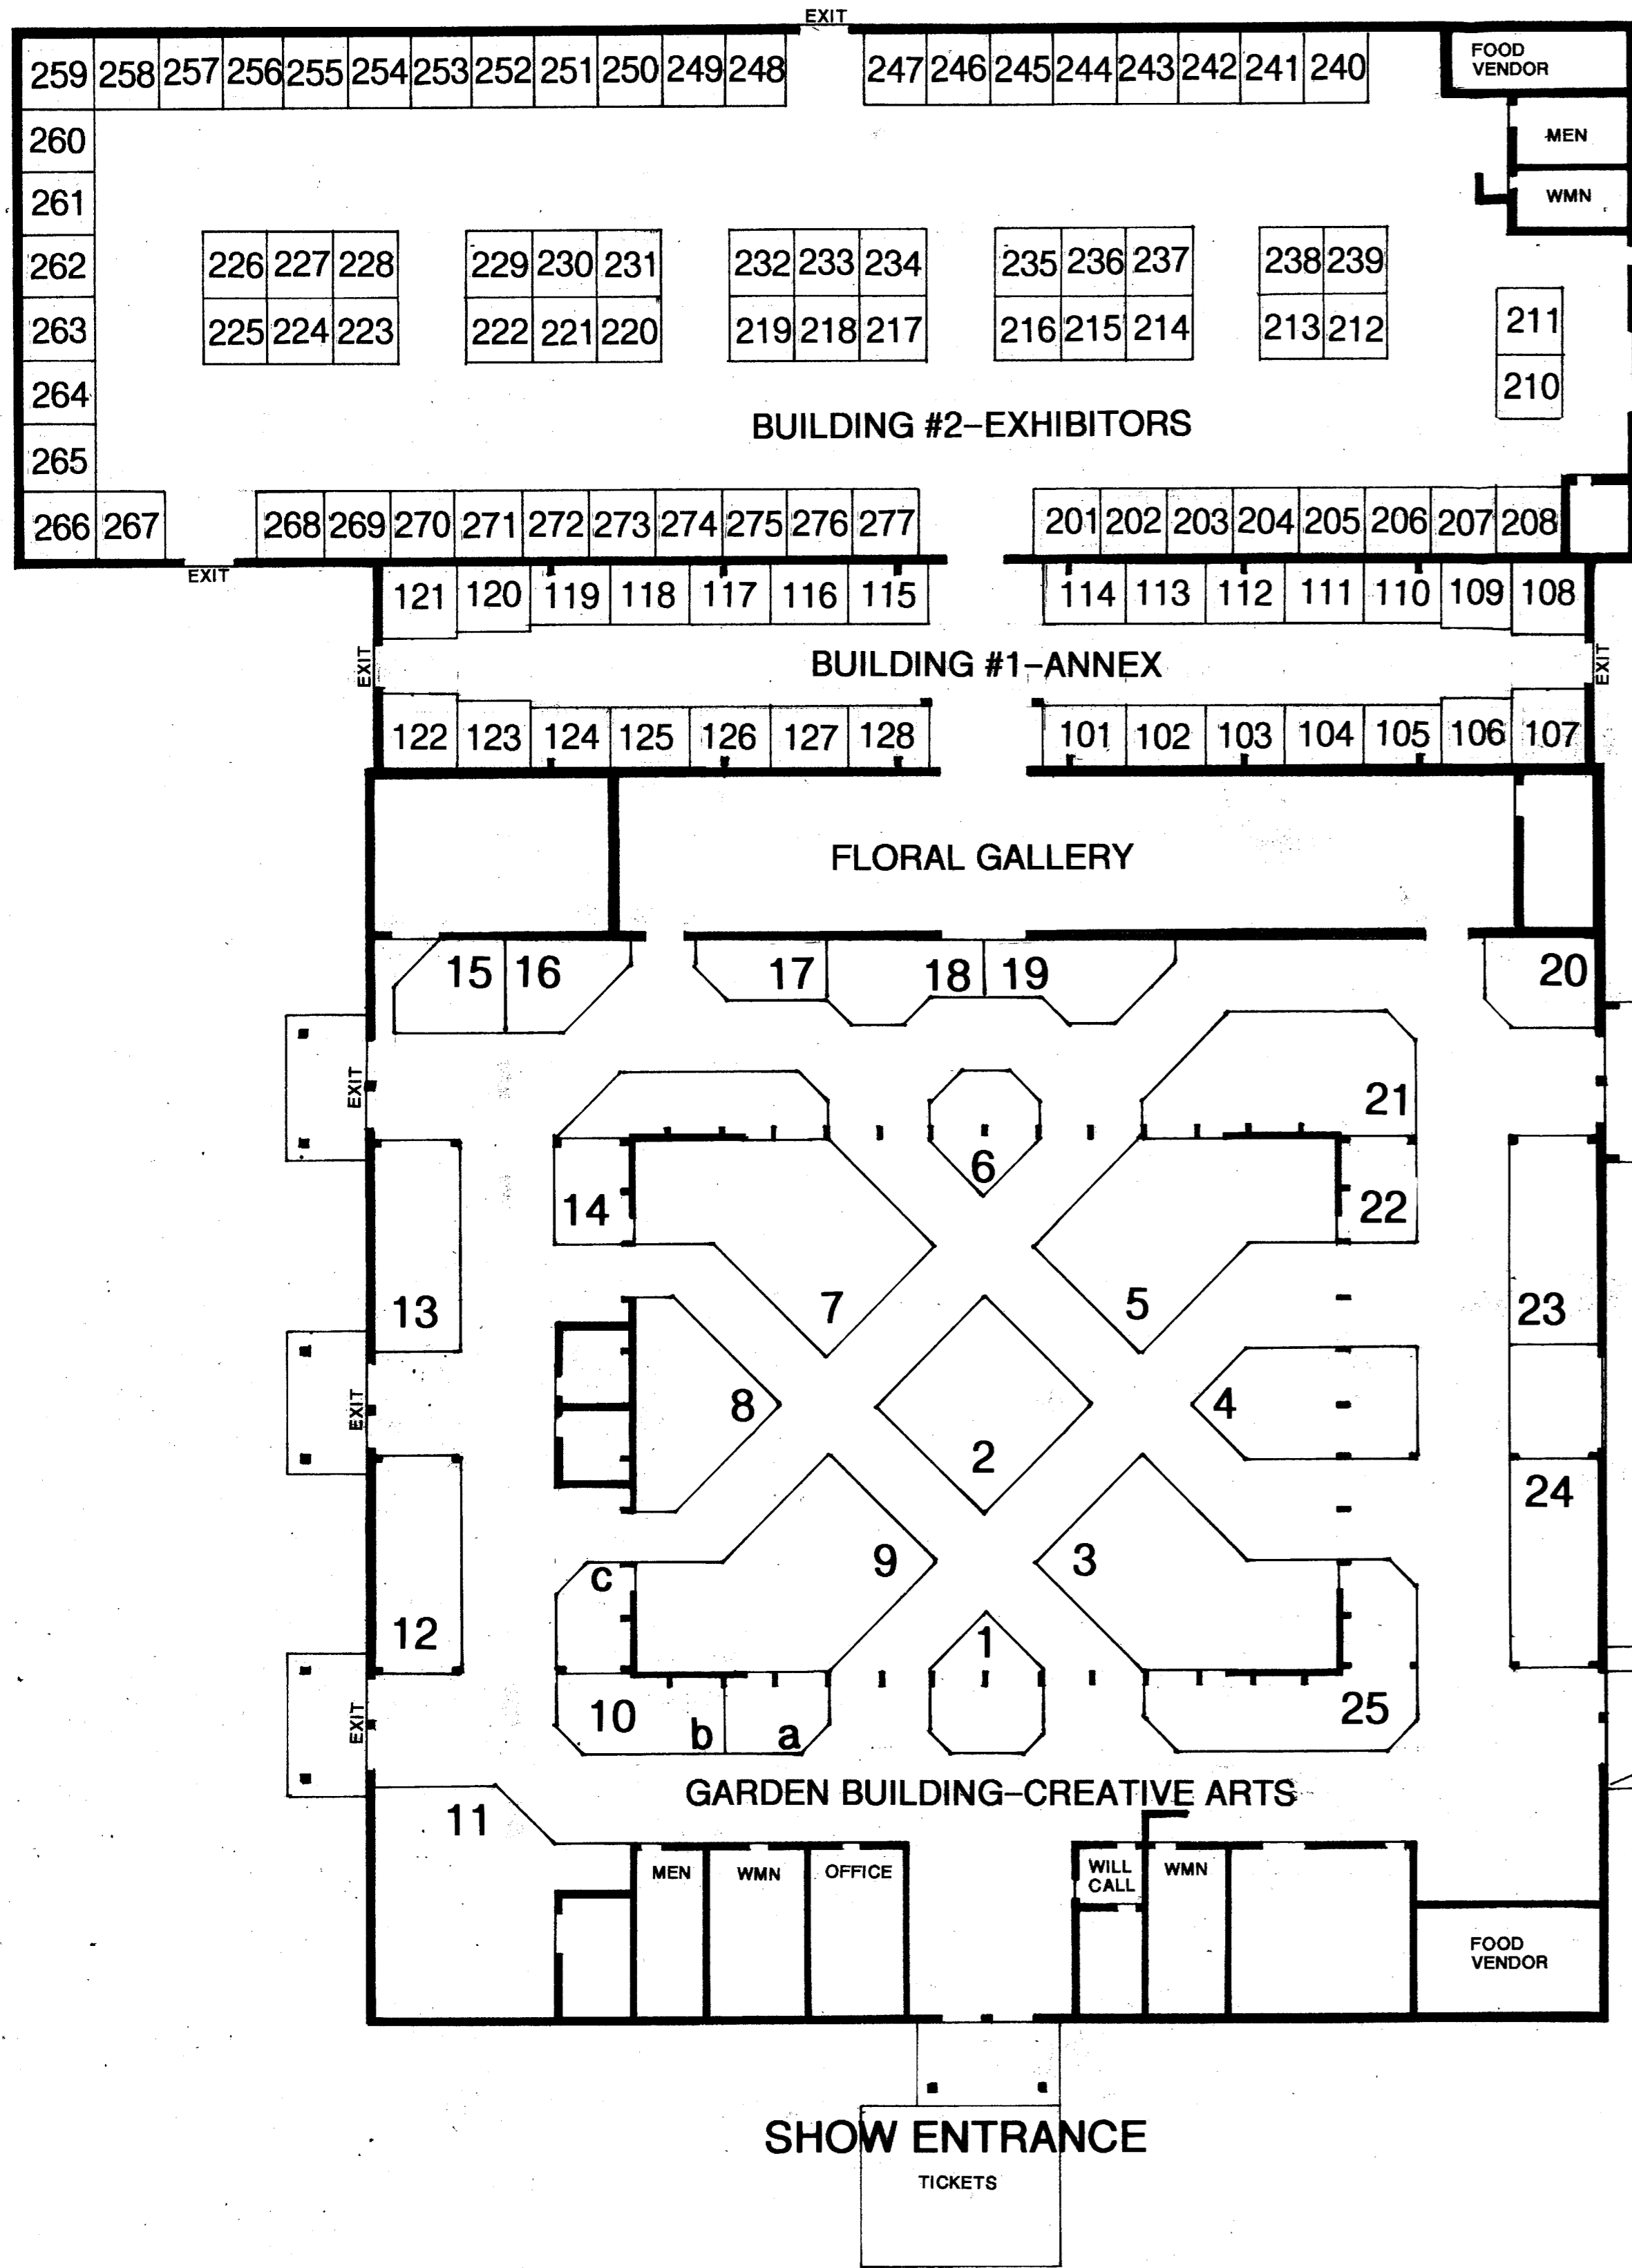 EXIT
259 258 257 256 255 254 253 252 251 250 249 248 247 246 245 244 243 242 241 240
FOOD
VENDOR
260
MEN
261
WMN
262 226 227 228 229 230 231 232 233 234 235 236 237 238 239
263 225 224 223 222 221 220 219 218 217 216 215 214 213 212 211
264 210
BUILDING #2-EXHIBITORS
265
266 267 268 269 270 271 272 273 274 275 276 277 201 202 203 204 205 206 207 208
EXIT
121 120 119 118 117 116 115 114 113 112 111 110 109 108
EXIT BUILDING #1-ANNEX EXIT
122 123 124 125 126 127 128 101 102 103 104 105 106 107
FLORAL GALLERY
15 16 17 18 19 20
EXIT
21
6
14 22
13 7 5 23
EXIT
8 4
2
24
9 3
c
12
1
10 b a 25
EXIT
GARDEN BUILDING-CREATIVE ARTS
11
MEN WMN OFFICE
WILL
CALL
WMN
FOOD
VENDOR
SHOW ENTRANCE
TICKETS